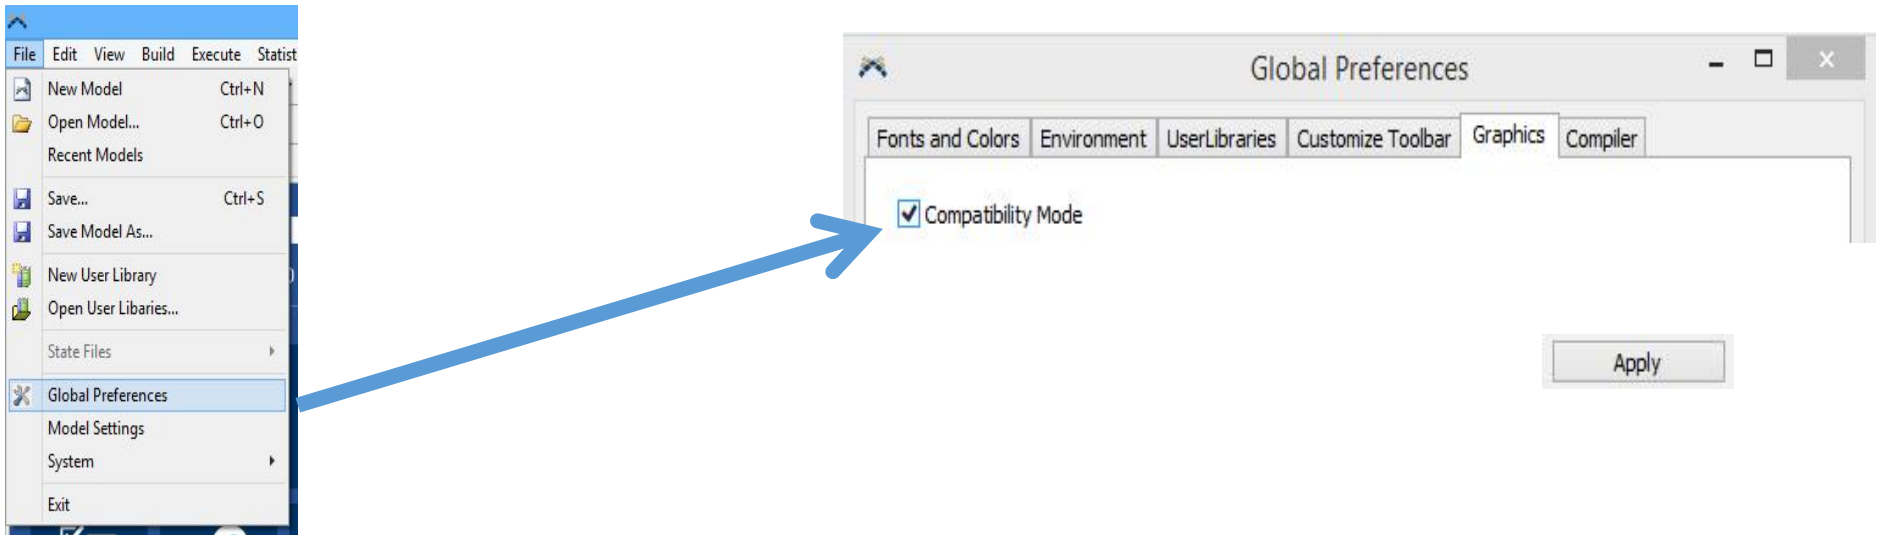 File Edit View Build Execute Statist
New Model Ctrl+N
Open Model... Ctrl+O
Recent Models
Save... Ctrl+S
Save Model As...
New User Library
Open User Libaries...
State Files
Global Preferences
Model Settings
System
Exit
Global Preferences
Fonts and Colors Environment UserLibraries Customize Toolbar Graphics Compiler
Compatibility Mode
Apply